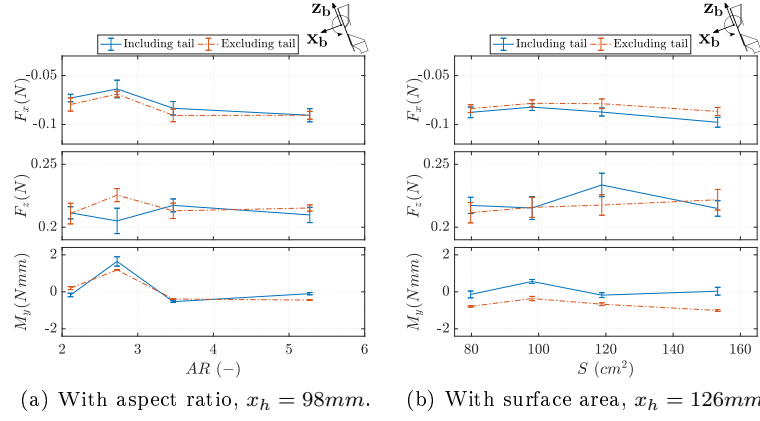 z_b
x_b
Including tail Excluding tail
-0.05
-0.1
F_x(N)
0.25
0.2
F_z(N)
2
0
-2
M_y(Nmm)
2 3 4 5 6
AR (−)
(a) With aspect ratio, x_h = 98mm.
z_b
x_b
Including tail Excluding tail
-0.05
-0.1
F_x(N)
0.25
0.2
F_z(N)
2
0
-2
M_y(Nmm)
80 100 120 140 160
S (cm²)
(b) With surface area, x_h = 126mm